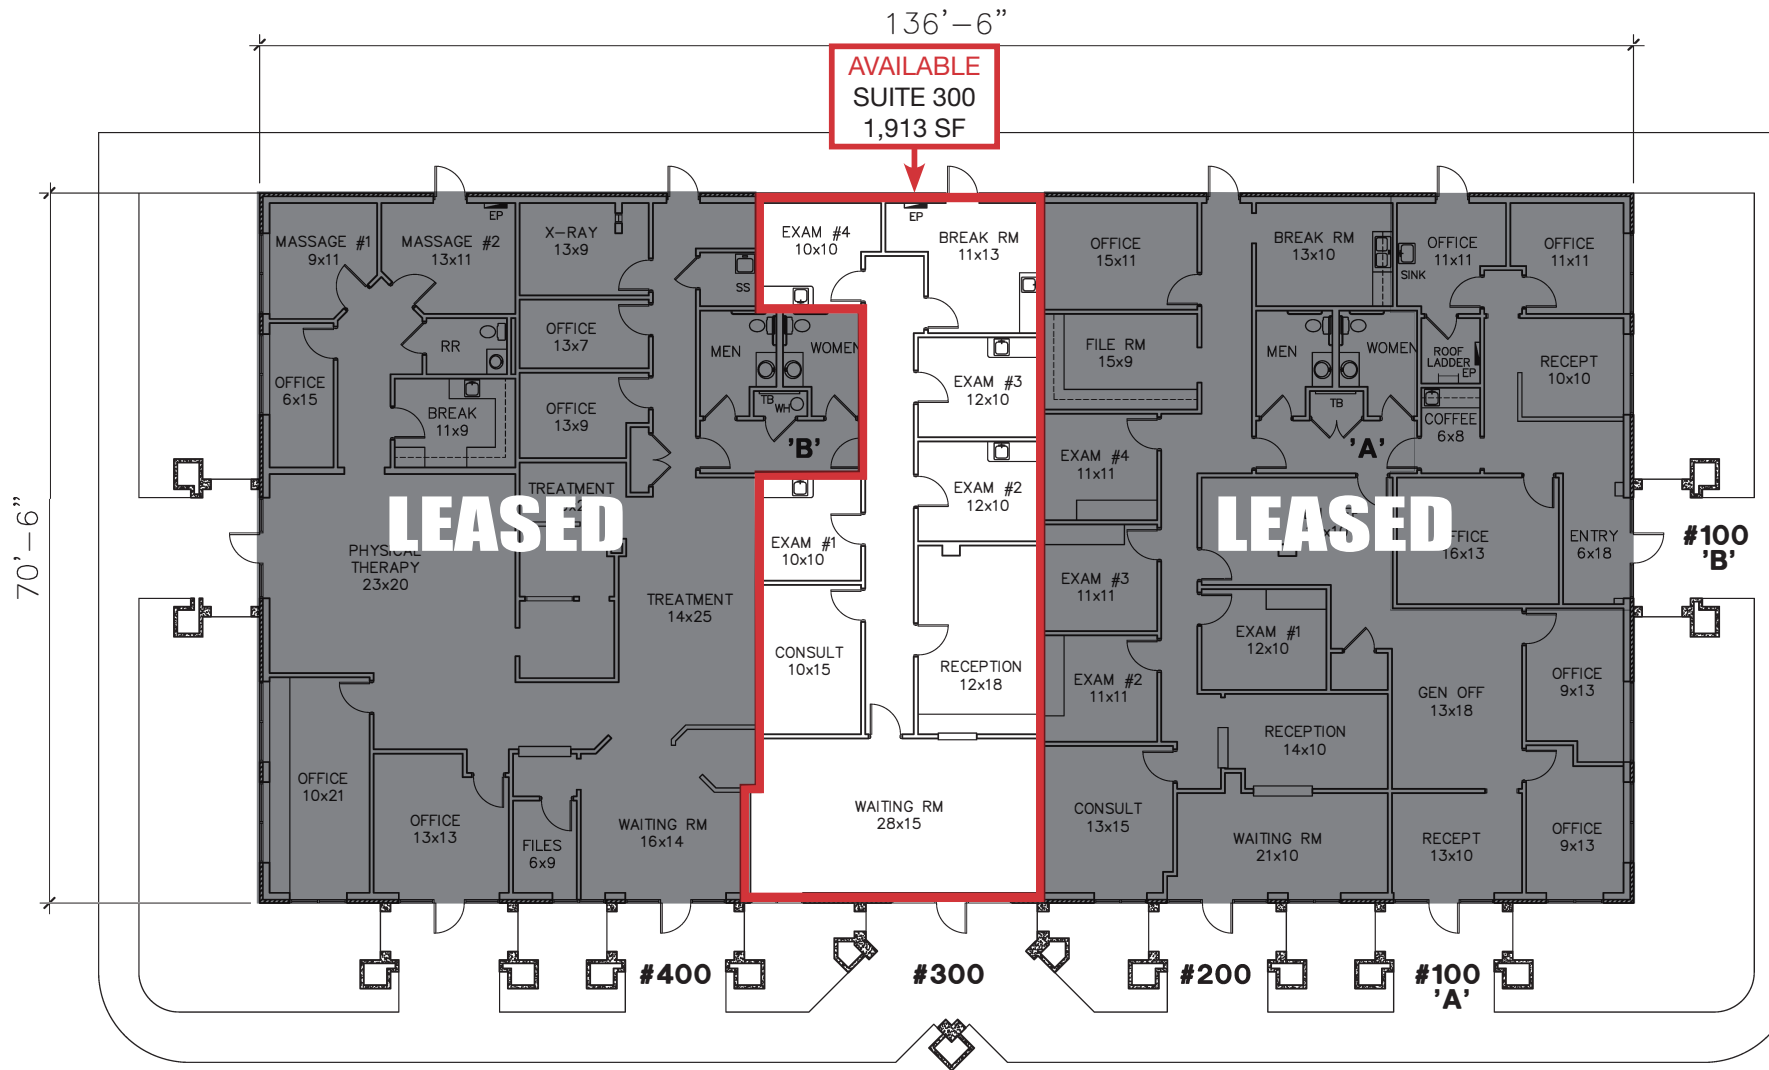 136'-6"
AVAILABLE
SUITE 300
1,913 SF
70'-6"
MASSAGE #1
9x11
MASSAGE #2
13x11
EP
X-RAY
13x9
SS
EXAM #4
10x10
EP
BREAK RM
11x13
OFFICE
15x11
BREAK RM
13x10
SINK
OFFICE
11x11
OFFICE
11x11
OFFICE
6x15
RR
OFFICE
13x7
MEN
WOMEN
BREAK
11x9
OFFICE
13x9
TB
WH
'B'
EXAM #3
12x10
FILE RM
15x9
MEN
WOMEN
TB
'A'
ROOF
LADDER
EP
COFFEE
6x8
RECEPT
10x10
TREATMENT
LEASED
PHYSICAL
THERAPY
23x20
TREATMENT
14x25
EXAM #1
10x10
EXAM #2
12x10
EXAM #4
11x11
LEASED
OFFICE
16x13
ENTRY
6x18
#100
'B'
CONSULT
10x15
RECEPTION
12x18
EXAM #3
11x11
EXAM #1
12x10
EXAM #2
11x11
GEN OFF
13x18
OFFICE
9x13
RECEPTION
14x10
OFFICE
10x21
OFFICE
13x13
FILES
6x9
WAITING RM
16x14
WAITING RM
28x15
CONSULT
13x15
WAITING RM
21x10
RECEPT
13x10
OFFICE
9x13
#400
#300
#200
#100
'A'